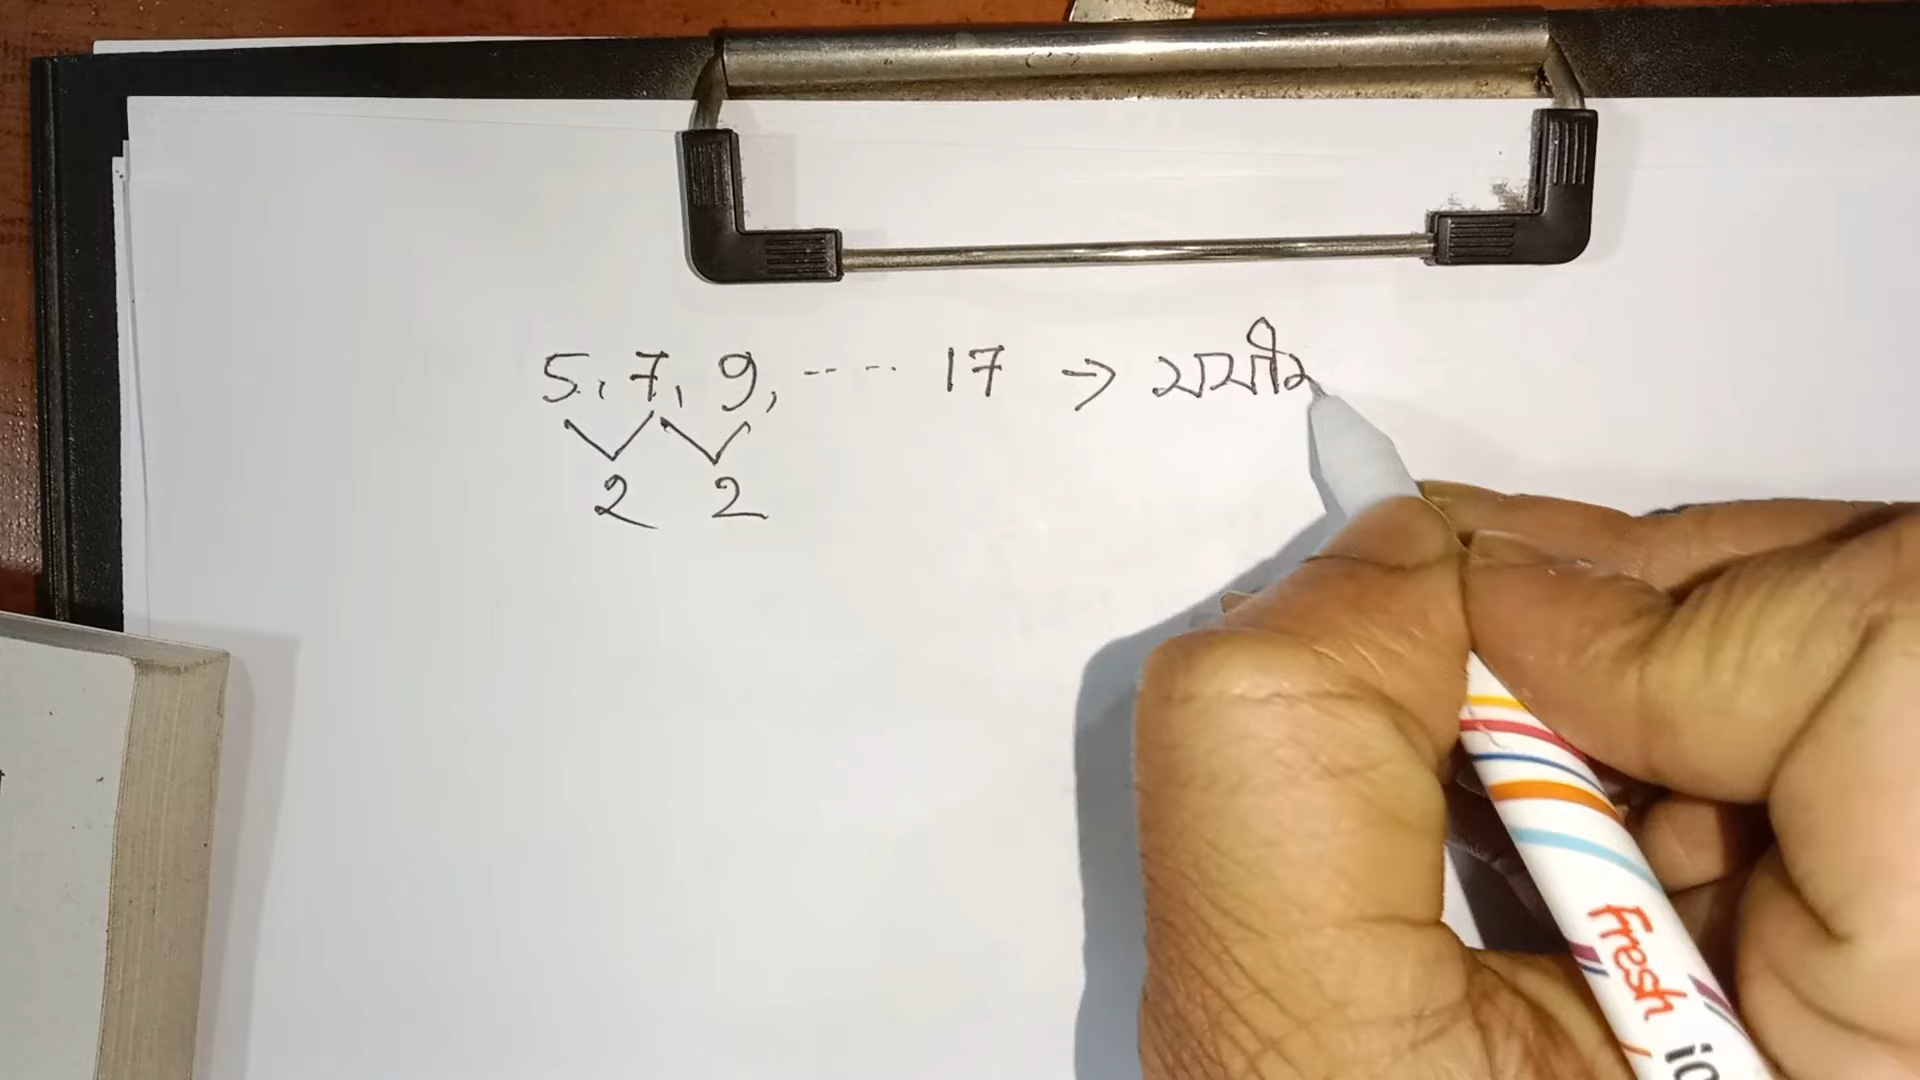 5, 7, 9, ---- 17 →
2 2
Fresh